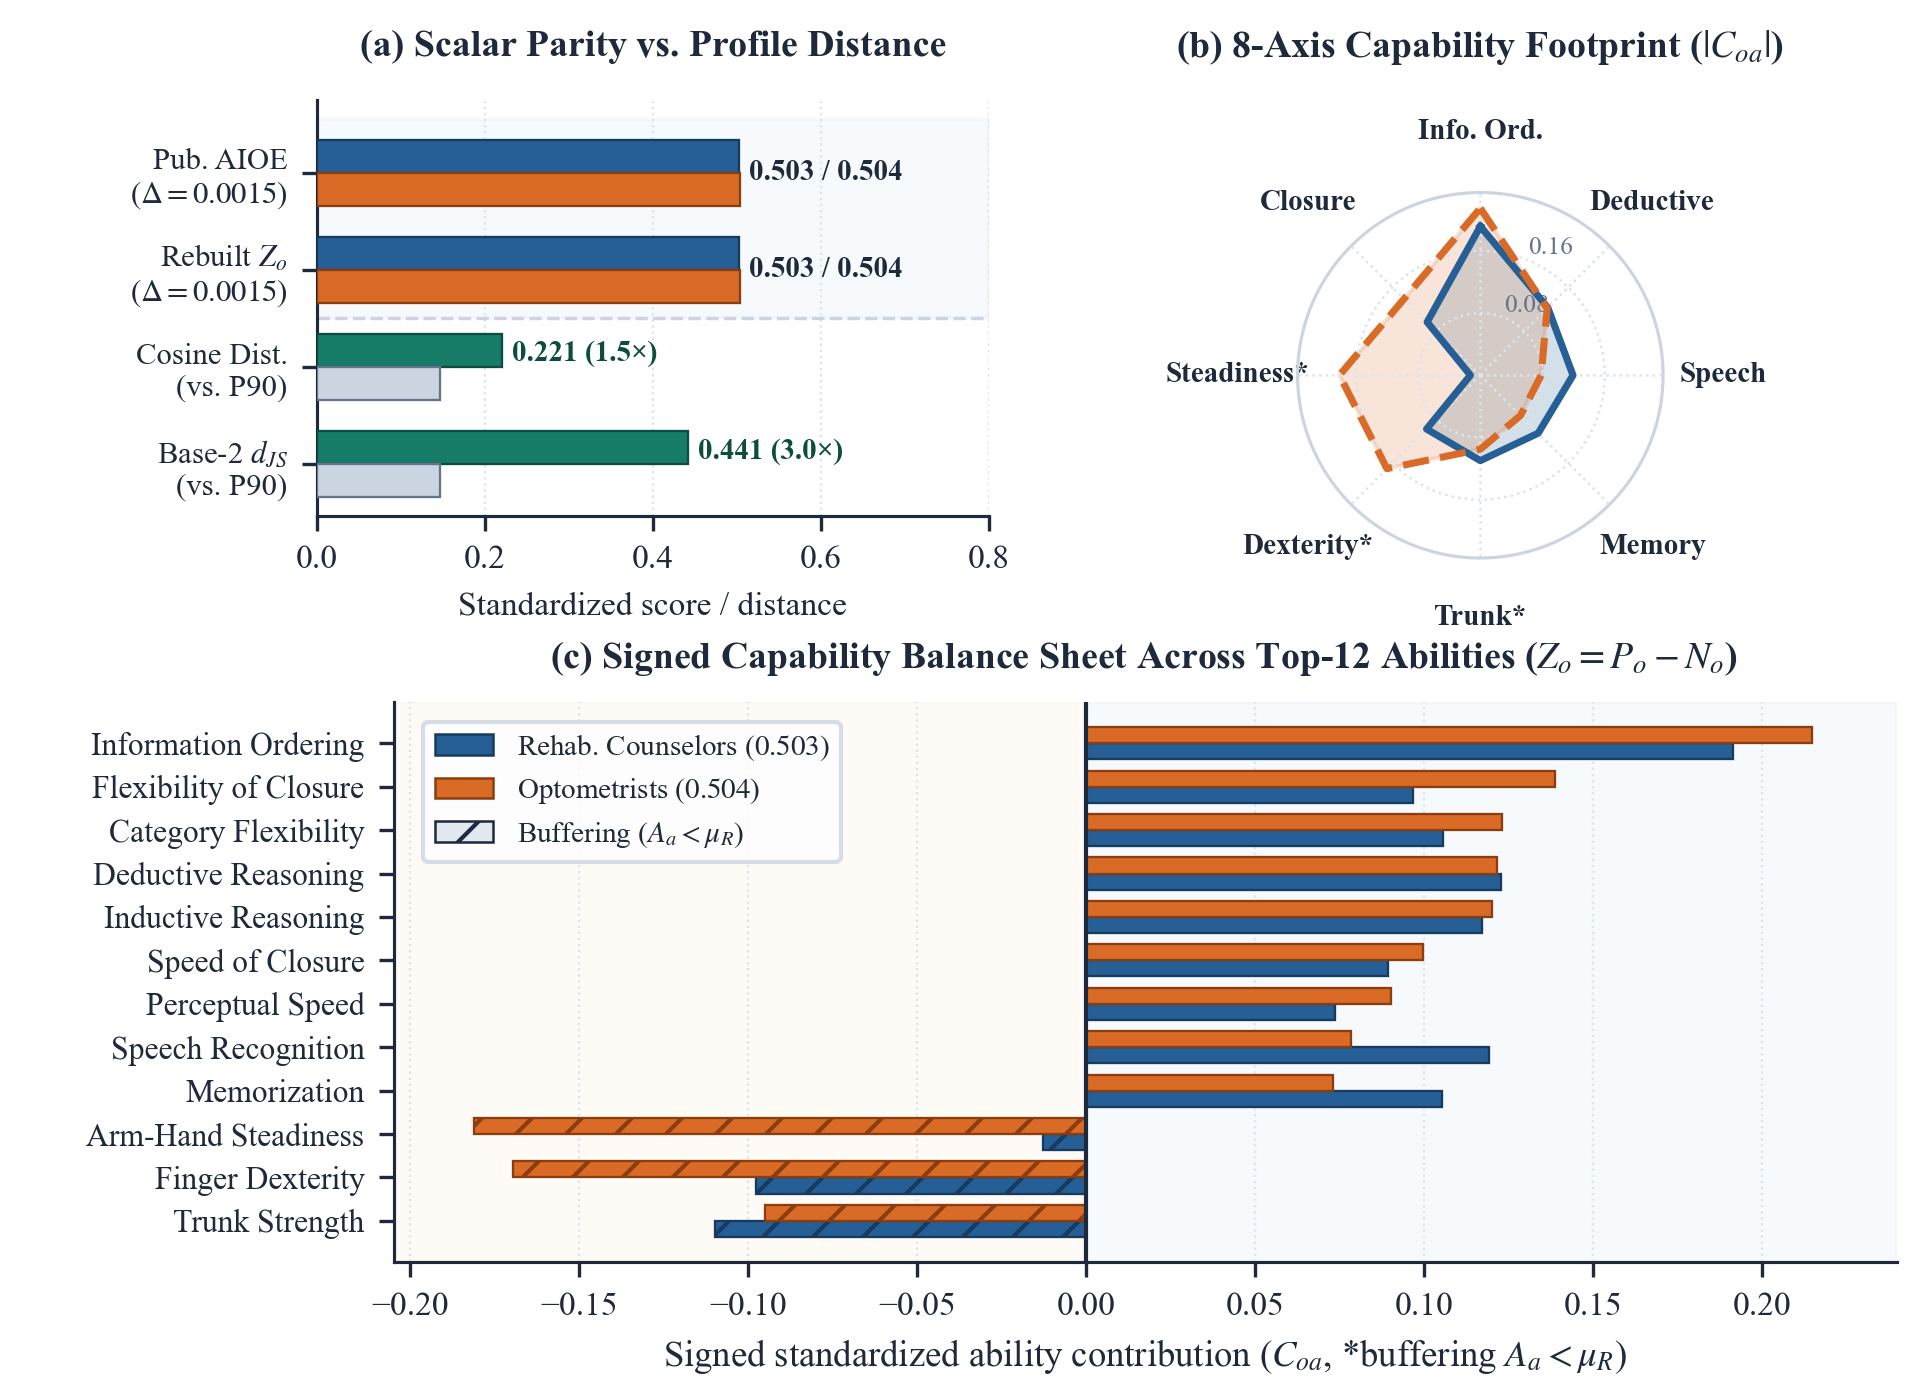 (a) Scalar Parity vs. Profile Distance
Pub. AIOE
(Δ = 0.0015)
0.503 / 0.504
Rebuilt Zₒ
(Δ = 0.0015)
0.503 / 0.504
Cosine Dist.
(vs. P90)
0.221 (1.5×)
Base-2 d_JS
(vs. P90)
0.441 (3.0×)
0.0 0.2 0.4 0.6 0.8
Standardized score / distance
(b) 8-Axis Capability Footprint (|C_oa|)
Info. Ord.
Closure
Deductive
0.16
0.08
Steadiness*
Speech
Dexterity*
Memory
Trunk*
(c) Signed Capability Balance Sheet Across Top-12 Abilities (Zₒ = Pₒ − Nₒ)
Rehab. Counselors (0.503)
Optometrists (0.504)
Buffering (A_a < μ_R)
Information Ordering
Flexibility of Closure
Category Flexibility
Deductive Reasoning
Inductive Reasoning
Speed of Closure
Perceptual Speed
Speech Recognition
Memorization
Arm-Hand Steadiness
Finger Dexterity
Trunk Strength
−0.20 −0.15 −0.10 −0.05 0.00 0.05 0.10 0.15 0.20
Signed standardized ability contribution (C_oa, *buffering A_a < μ_R)